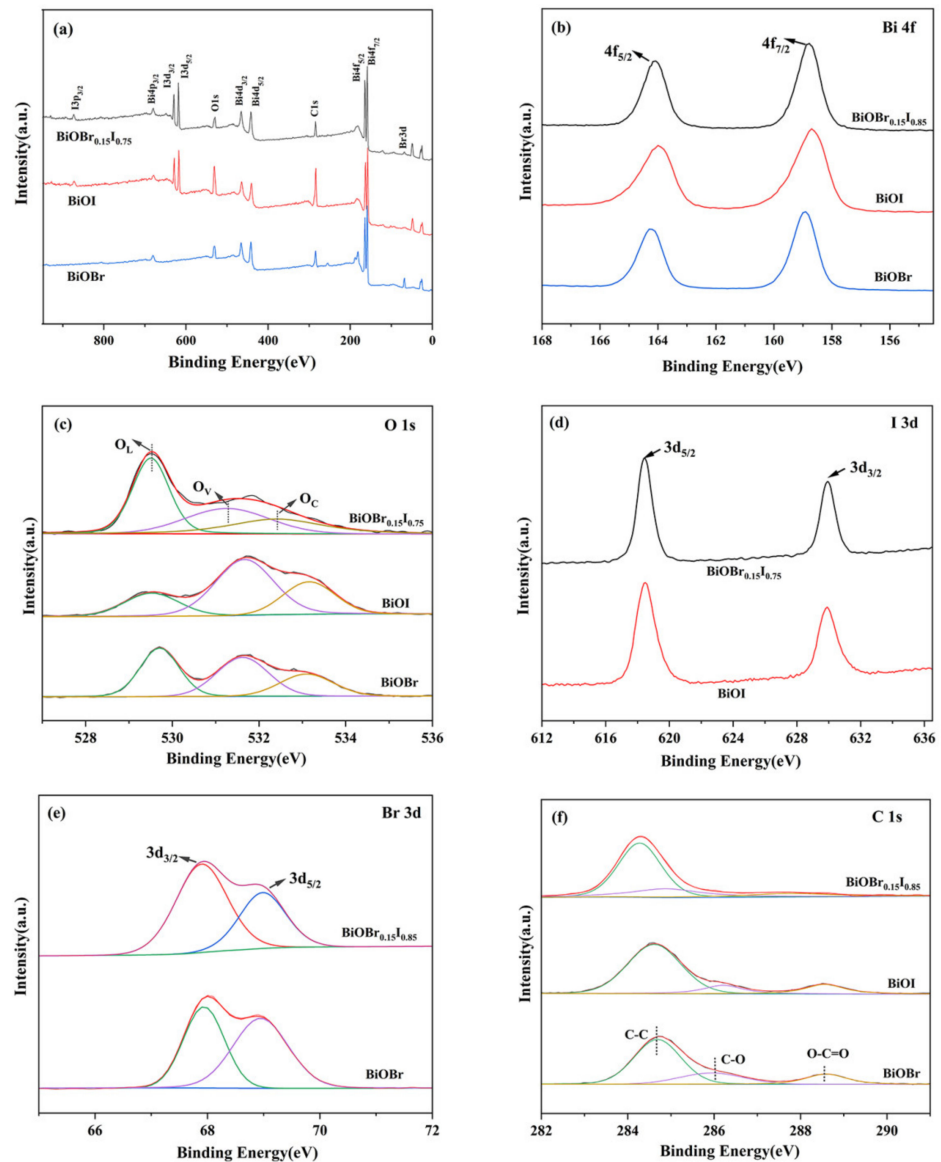 (a)
I3p3/2
Bi4p3/2
I3d3/2
I3d5/2
O1s
Bi4d3/2
Bi4d5/2
C1s
Bi4f5/2
Bi4f7/2
Br3d
BiOBr0.15I0.75
BiOI
BiOBr
Intensity(a.u.)
800 600 400 200 0
Binding Energy(eV)
(b)
Bi 4f
4f5/2
4f7/2
BiOBr0.15I0.85
BiOI
BiOBr
Intensity(a.u.)
168 166 164 162 160 158 156
Binding Energy(eV)
(c)
O 1s
OL
OV
OC
BiOBr0.15I0.75
BiOI
BiOBr
Intensity(a.u.)
528 530 532 534 536
Binding Energy(eV)
(d)
I 3d
3d5/2
3d3/2
BiOBr0.15I0.75
BiOI
Intensity(a.u.)
612 616 620 624 628 632 636
Binding Energy(eV)
(e)
Br 3d
3d3/2
3d5/2
BiOBr0.15I0.85
BiOBr
Intensity(a.u.)
66 68 70 72
Binding Energy(eV)
(f)
C 1s
BiOBr0.15I0.85
BiOI
C-C
C-O
O-C=O
BiOBr
Intensity(a.u.)
282 284 286 288 290
Binding Energy(eV)